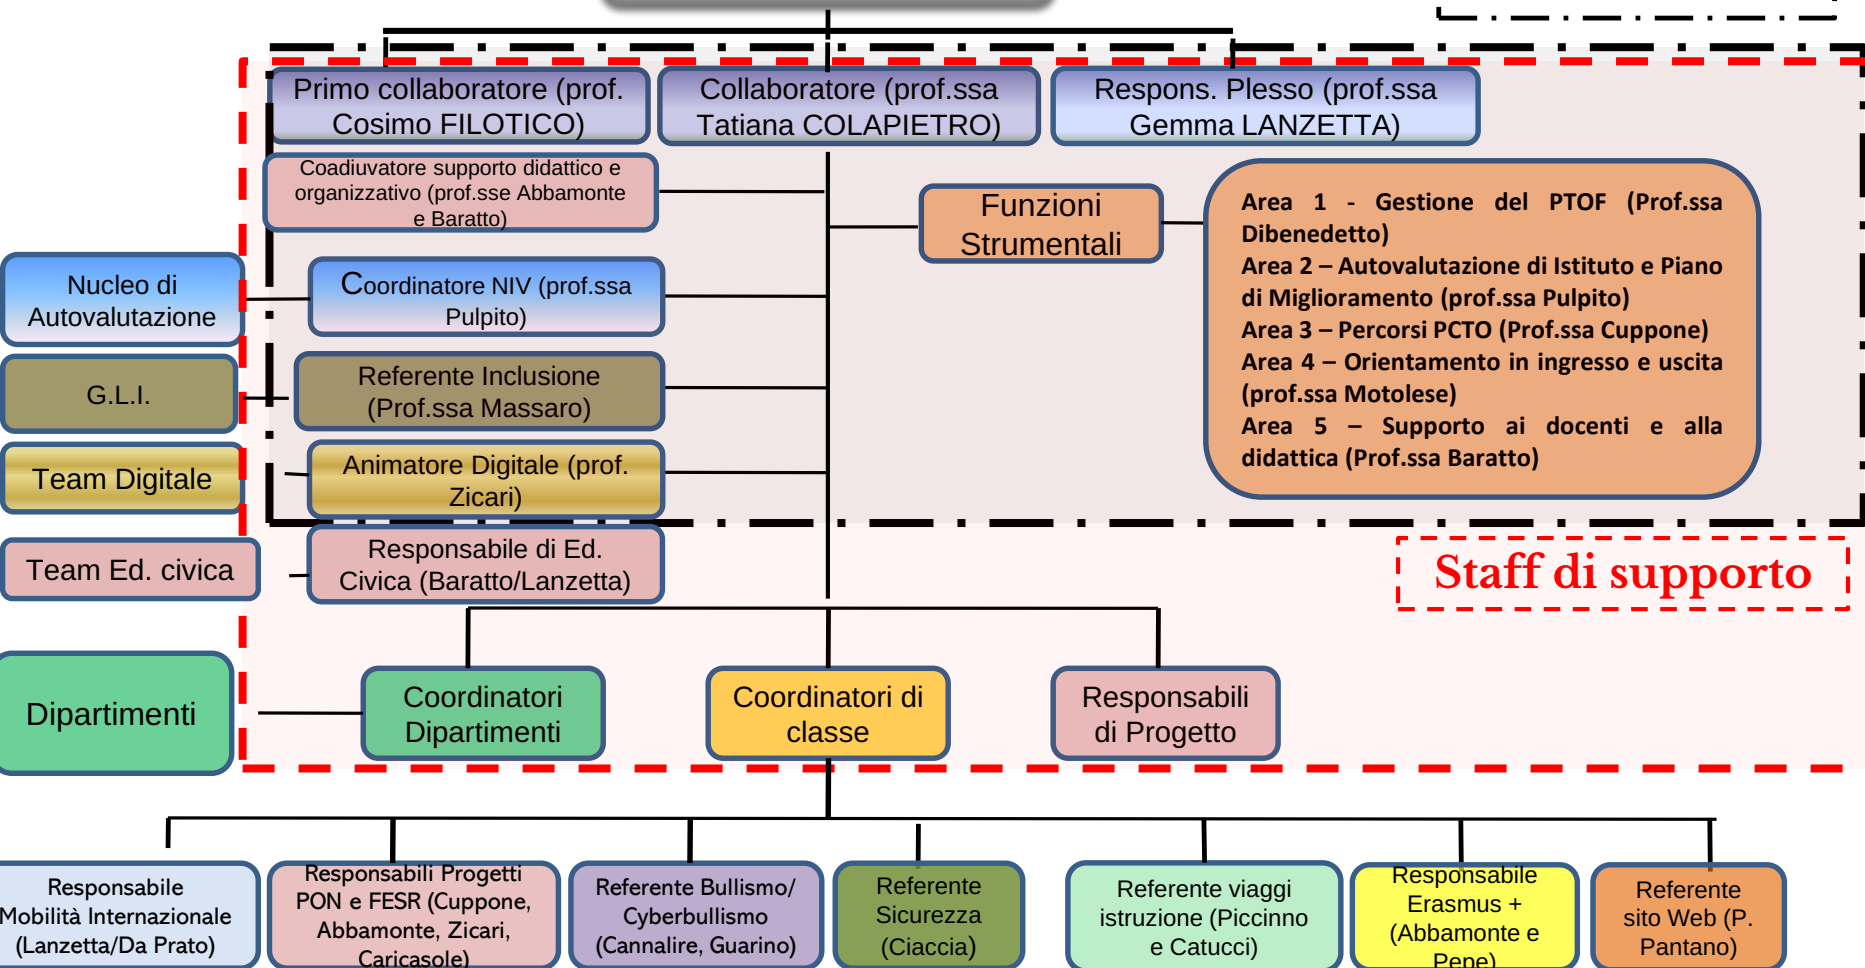 Primo collaboratore (prof.
Cosimo FILOTICO)
Collaboratore (prof.ssa
Tatiana COLAPIETRO)
Respons. Plesso (prof.ssa
Gemma LANZETTA)
Coadiuvatore supporto didattico e
organizzativo (prof.sse Abbamonte
e Baratto)
Funzioni
Strumentali
Area 1 - Gestione del PTOF (Prof.ssa
Dibenedetto)
Area 2 – Autovalutazione di Istituto e Piano
di Miglioramento (prof.ssa Pulpito)
Area 3 – Percorsi PCTO (Prof.ssa Cuppone)
Area 4 – Orientamento in ingresso e uscita
(prof.ssa Motolese)
Area 5 – Supporto ai docenti e alla
didattica (Prof.ssa Baratto)
Nucleo di
Autovalutazione
Coordinatore NIV (prof.ssa
Pulpito)
G.L.I.
Referente Inclusione
(Prof.ssa Massaro)
Team Digitale
Animatore Digitale (prof.
Zicari)
Team Ed. civica
Responsabile di Ed.
Civica (Baratto/Lanzetta)
Staff di supporto
Dipartimenti
Coordinatori
Dipartimenti
Coordinatori di
classe
Responsabili
di Progetto
Responsabile
Mobilità Internazionale
(Lanzetta/Da Prato)
Responsabili Progetti
PON e FESR (Cuppone,
Abbamonte, Zicari,
Caricasole)
Referente Bullismo/
Cyberbullismo
(Cannalire, Guarino)
Referente
Sicurezza
(Ciaccia)
Referente viaggi
istruzione (Piccinno
e Catucci)
Responsabile
Erasmus +
(Abbamonte e
Pepe)
Referente
sito Web (P.
Pantano)